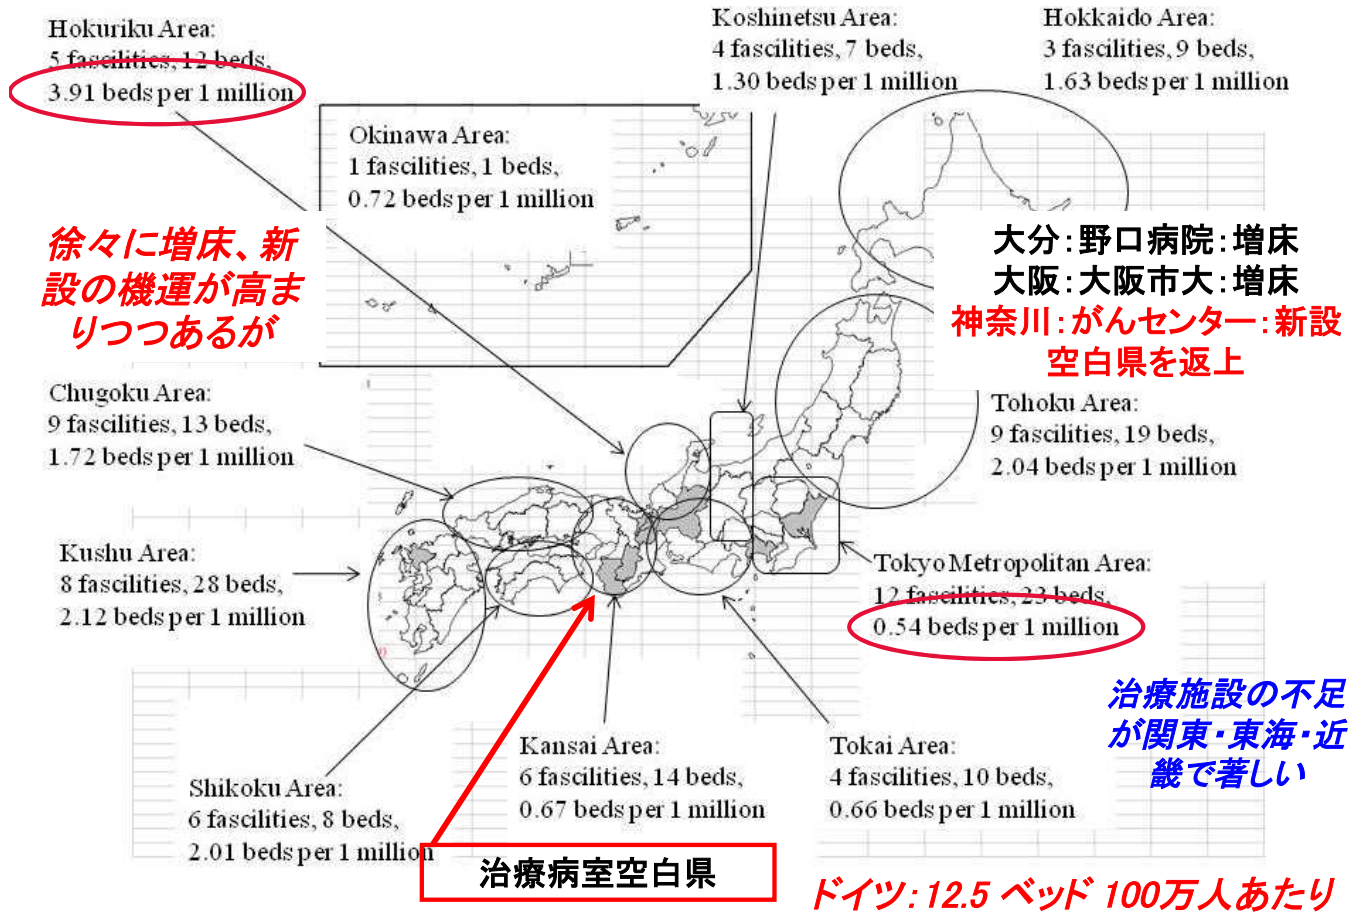 Hokuriku Area:
5 fascilities, 12 beds,
3.91 beds per 1 million
Koshinetsu Area:
4 fascilities, 7 beds,
1.30 beds per 1 million
Hokkaido Area:
3 fascilities, 9 beds,
1.63 beds per 1 million
Okinawa Area:
1 fascilities, 1 beds,
0.72 beds per 1 million
徐々に増床、新
設の機運が高ま
りつつあるが
大分:野口病院:増床
大阪:大阪市大:増床
神奈川:がんセンター:新設
空白県を返上
Chugoku Area:
9 fascilities, 13 beds,
1.72 beds per 1 million
Tohoku Area:
9 fascilities, 19 beds,
2.04 beds per 1 million
Kushu Area:
8 fascilities, 28 beds,
2.12 beds per 1 million
Tokyo Metropolitan Area:
12 fascilities, 23 beds,
0.54 beds per 1 million
治療施設の不足
が関東・東海・近
畿で著しい
Shikoku Area:
6 fascilities, 8 beds,
2.01 beds per 1 million
Kansai Area:
6 fascilities, 14 beds,
0.67 beds per 1 million
Tokai Area:
4 fascilities, 10 beds,
0.66 beds per 1 million
治療病室空白県
ドイツ:12.5 ベッド 100万人あたり